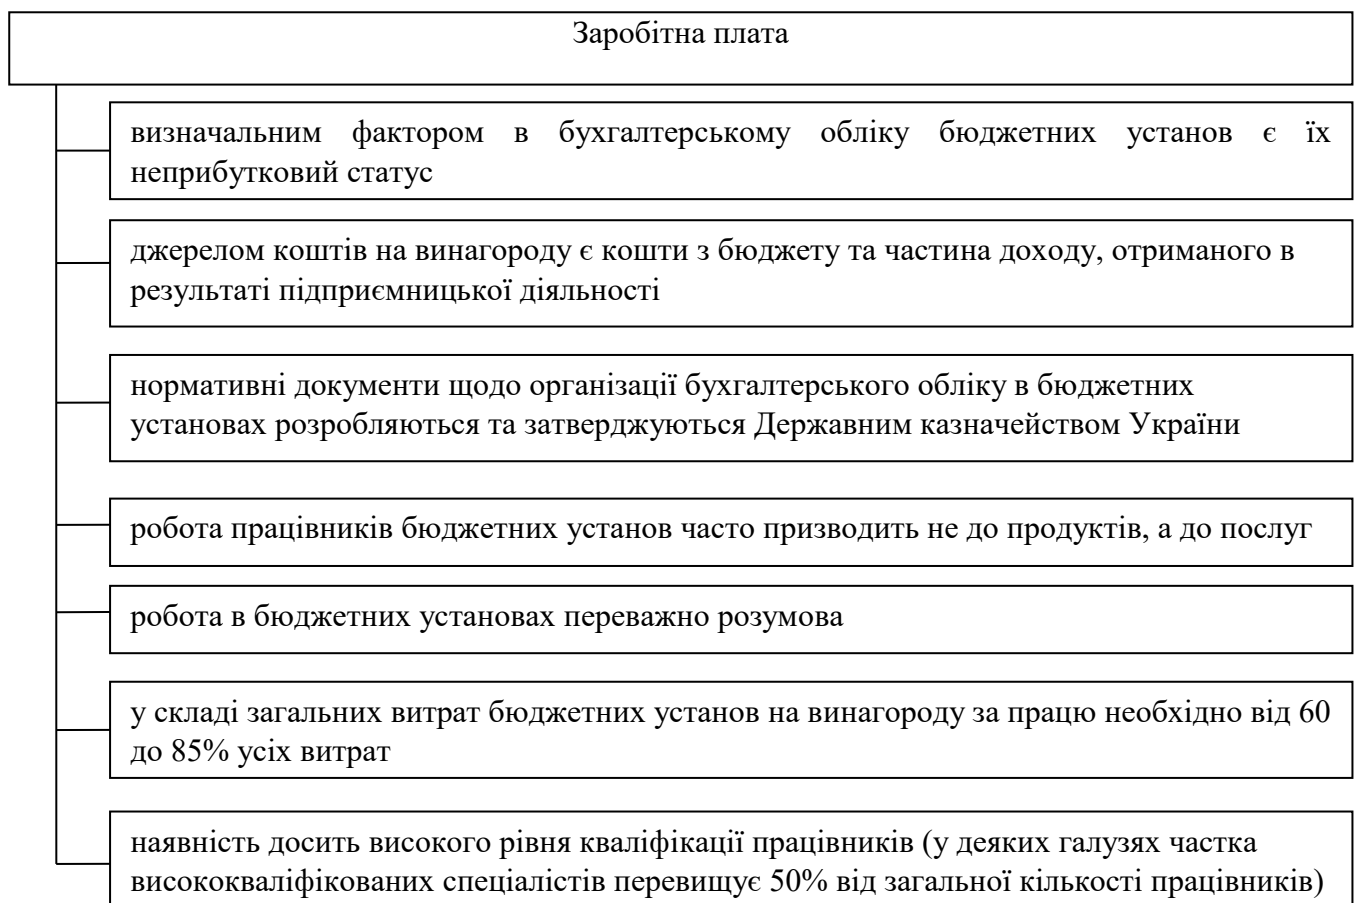 Заробітна плата
визначальним фактором в бухгалтерському обліку бюджетних установ є їх
неприбутковий статус
джерелом коштів на винагороду є кошти з бюджету та частина доходу, отриманого в
результаті підприємницької діяльності
нормативні документи щодо організації бухгалтерського обліку в бюджетних
установах розробляються та затверджуються Державним казначейством України
робота працівників бюджетних установ часто призводить не до продуктів, а до послуг
робота в бюджетних установах переважно розумова
у складі загальних витрат бюджетних установ на винагороду за працю необхідно від 60
до 85% усіх витрат
наявність досить високого рівня кваліфікації працівників (у деяких галузях частка
висококваліфікованих спеціалістів перевищує 50% від загальної кількості працівників)